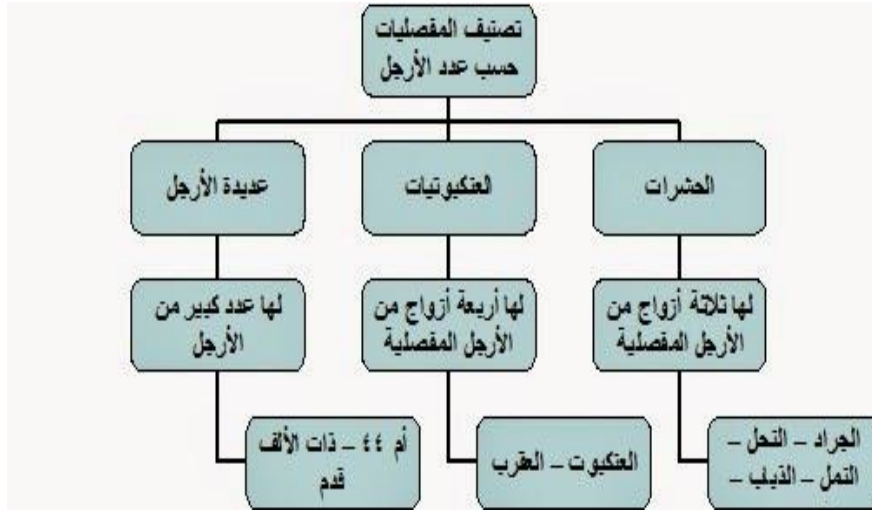 تصنيف المفصليات
حسب عدد الأرجل
الحشرات
العنكبوتيات
عديدة الأرجل
لها ثلاثة أزواج من
الأرجل المفصلية
لها أربعة أزواج من
الأرجل المفصلية
لها عدد كبير من
الأرجل
الجراد – النحل –
النمل – الذباب –
العنكبوت – العقرب
أم ٤٤ – ذات الألف
قدم